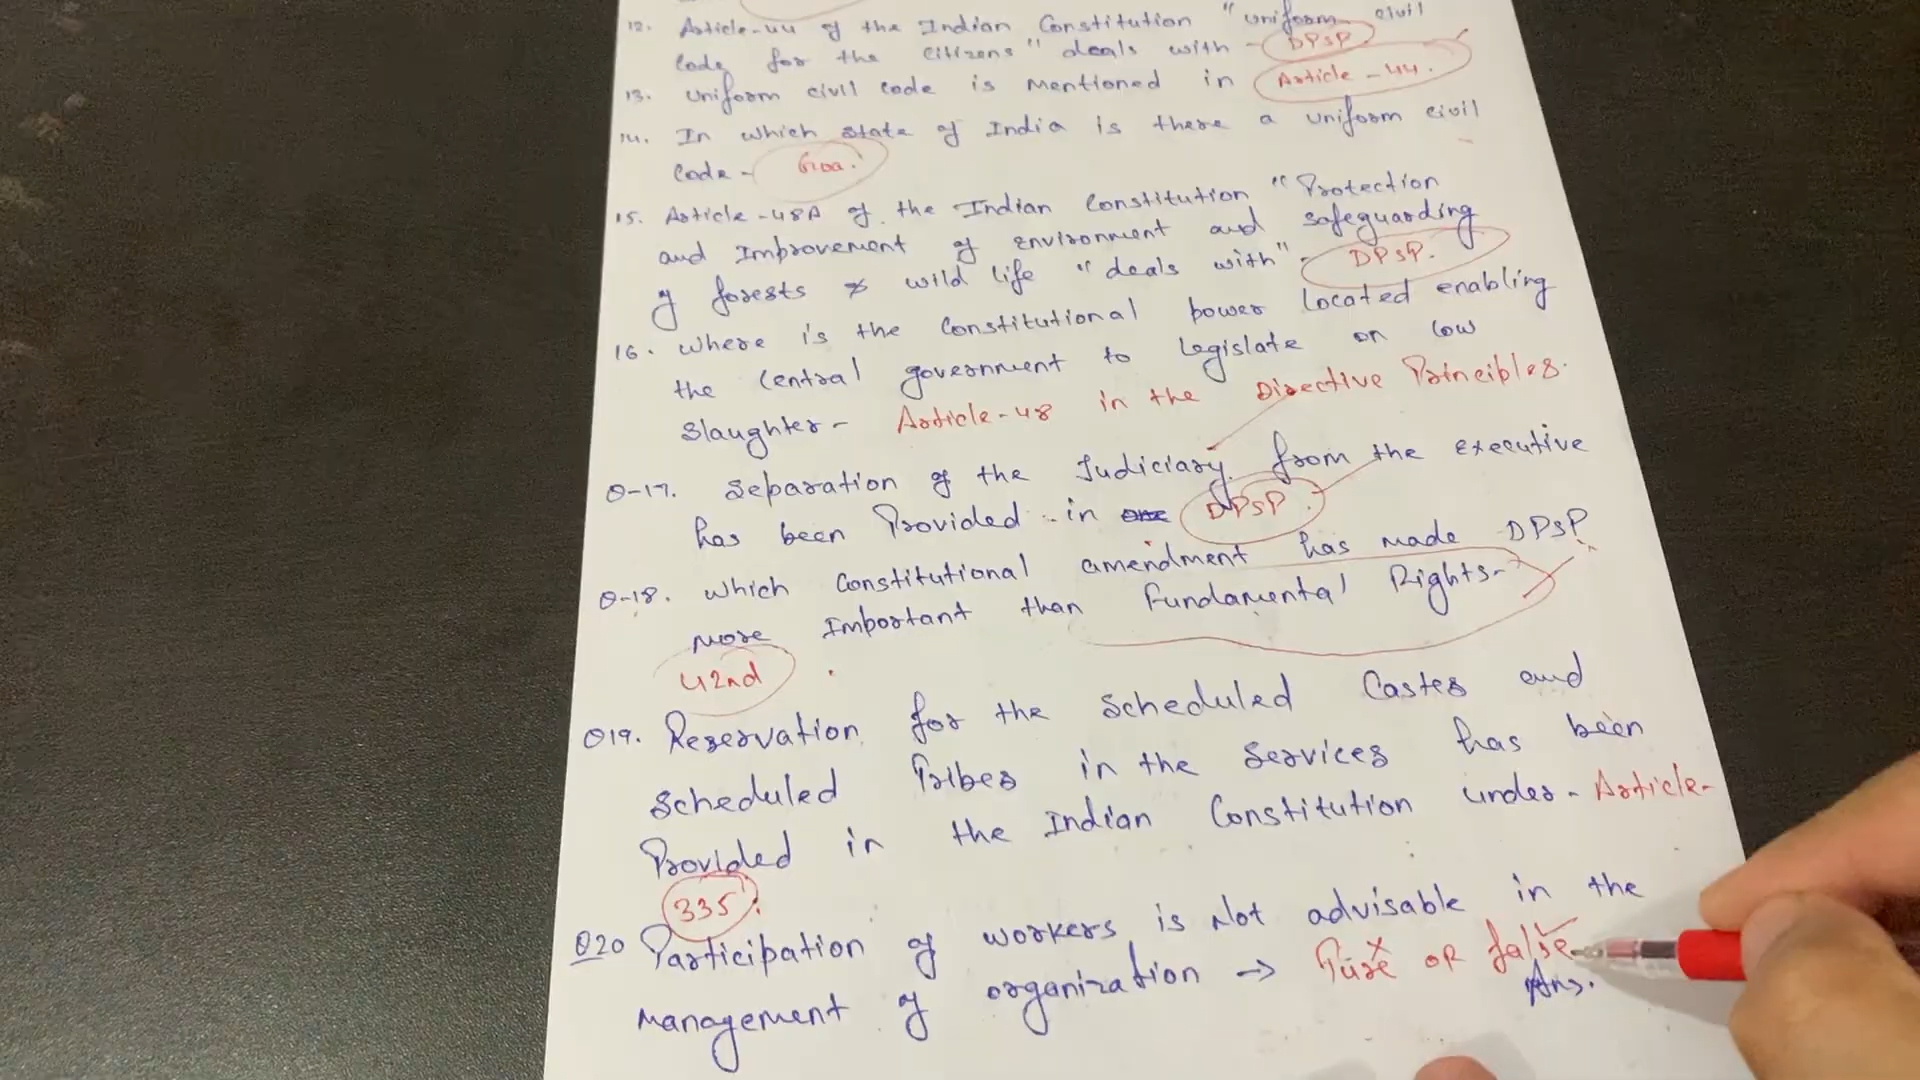 12. Article-44 of the Indian Constitution "uniform civil
Code for the citizens" deals with - DPSP.
13. Uniform civil code is mentioned in Article-44.
14. In which state of India is there a uniform civil
Code - Goa.
15. Article-48A of the Indian Constitution "Protection
and Improvement of environment and safeguarding
of forests & wild life "deals with" - DPSP.
16. Where is the Constitutional power located enabling
the Central government to legislate on Cow
Slaughter - Article-48 in the Directive Principles.
Q-17. Separation of the Judiciary from the executive
has been Provided in DPSP.
Q-18. Which Constitutional amendment has made DPSP
more Important than Fundamental Rights -
42nd
Q19. Reservation for the Scheduled Castes and
Scheduled Tribes in the Services has been
Provided in the Indian Constitution under - Article-
335.
Q20 Participation of workers is Not advisable in the
management of organization → Ture OR false
Ans.